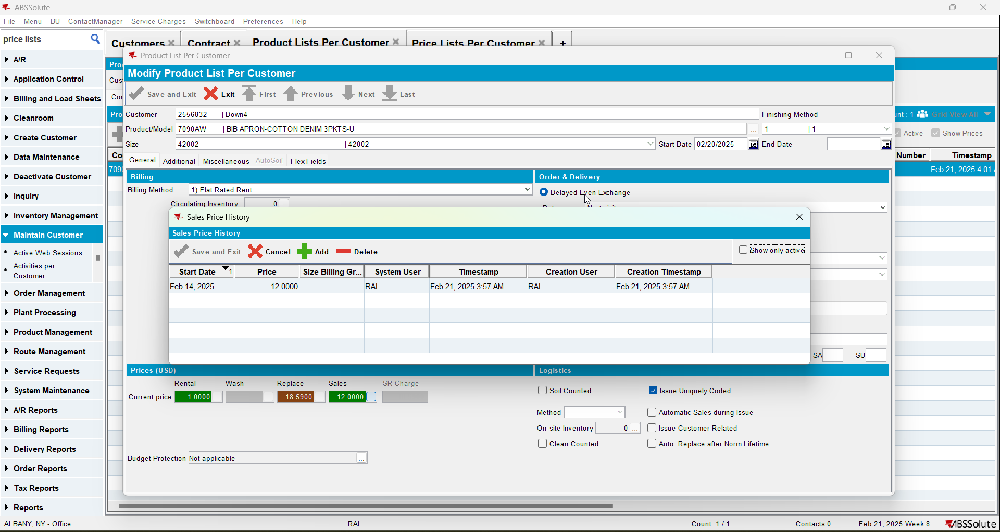 ABSSolute
File Menu BU ContactManager Service Charges Switchboard Preferences Help
price lists
Customers Contract Product Lists Per Customer Price Lists Per Customer +
A/R
Application Control
Billing and Load Sheets
Cleanroom
Create Customer
Data Maintenance
Deactivate Customer
Inquiry
Inventory Management
Maintain Customer
Active Web Sessions
Activities per
Customer
Order Management
Plant Processing
Product Management
Route Management
Service Requests
System Maintenance
A/R Reports
Billing Reports
Delivery Reports
Order Reports
Tax Reports
Reports
Pro
Cus
Cor
Pro
Co
7090
unt : 1 Grid View All
Active Show Prices
Number Timestamp
Feb 21, 2025 4:01
Product List Per Customer
Modify Product List Per Customer
Save and Exit Exit First Previous Next Last
Customer 2556832 | Down4 Finishing Method
Product/Model 7090AW | BIB APRON-COTTON DENIM 3PKTS-U ... 1 | 1
Size 42002 | 42002 Start Date 02/20/2025 16 End Date 16
General Additional Miscellaneous AutoSoil Flex Fields
Billing Order & Delivery
Billing Method 1) Flat Rated Rent Delayed Even Exchange
Circulating Inventory 0 ...
Sales Price History
Sales Price History
Save and Exit Cancel Add Delete Show only active
Start Date 1 Price Size Billing Gr... System User Timestamp Creation User Creation Timestamp
Feb 14, 2025 12.0000 RAL Feb 21, 2025 3:57 AM RAL Feb 21, 2025 3:57 AM
SA SU
Prices (USD) Logistics
Rental Wash Replace Sales SR Charge
Current price 1.0000 ... ... 18.5900 ... 12.0000 ...
Soil Counted Issue Uniquely Coded
Method Automatic Sales during Issue
On-site Inventory 0 ... Issue Customer Related
Clean Counted Auto. Replace after Norm Lifetime
Budget Protection Not applicable ...
ALBANY, NY - Office RAL Count: 1 / 1 Contacts 0 Feb 21, 2025 Week 8 ABSSolute